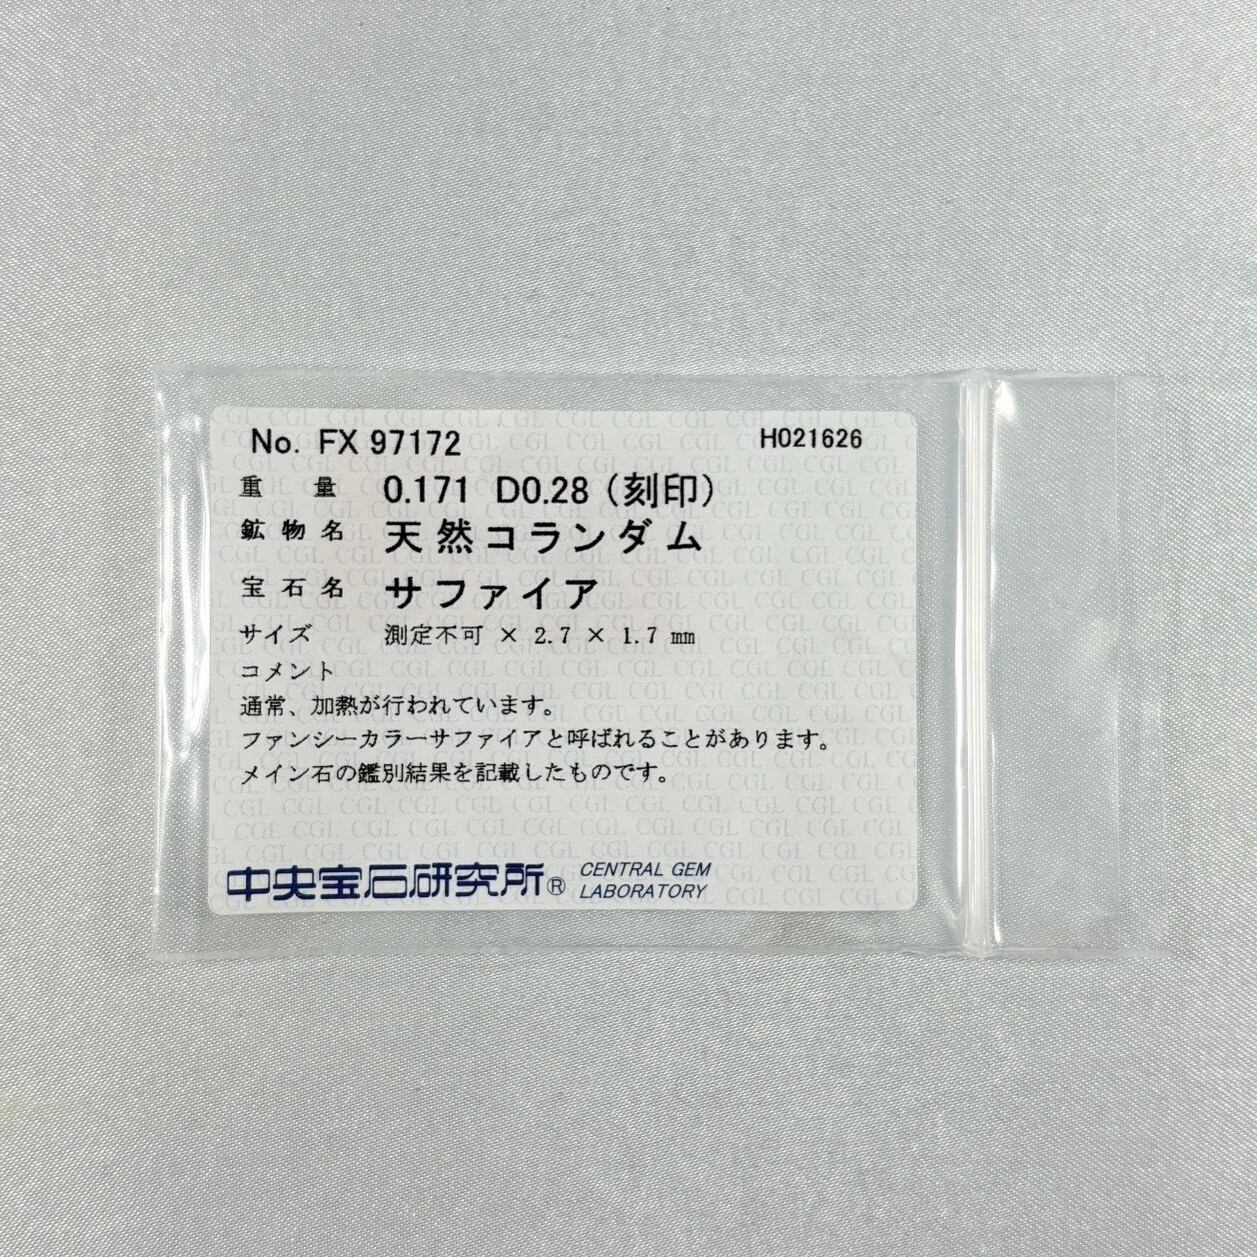 No. FX 97172 H021626
重量 0.171 D0.28（刻印）
鉱物名 天然コランダム
宝石名 サファイア
サイズ 測定不可 × 2.7 × 1.7 mm
コメント
通常、加熱が行われています。
ファンシーカラーサファイアと呼ばれることがあります。
メイン石の鑑別結果を記載したものです。
中央宝石研究所® CENTRAL GEM
LABORATORY